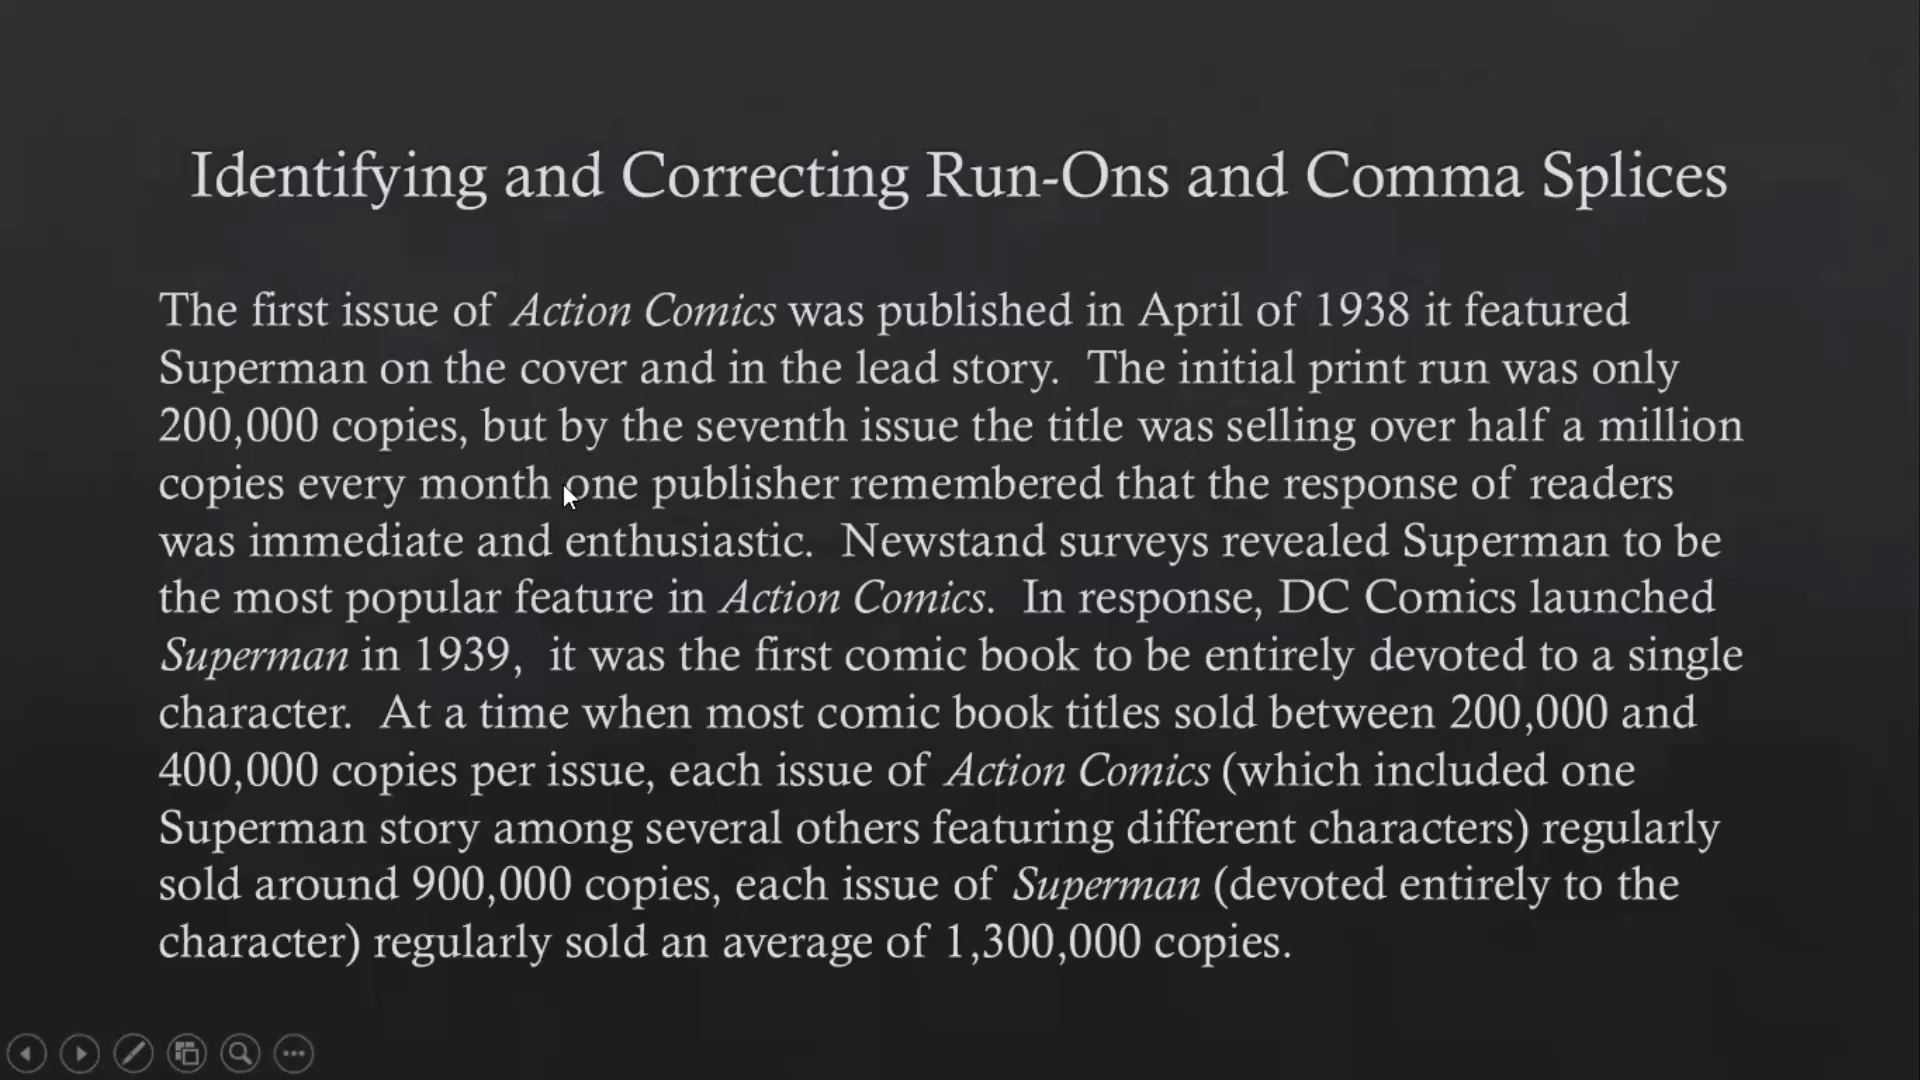 Identifying and Correcting Run-Ons and Comma Splices
The first issue of Action Comics was published in April of 1938 it featured
Superman on the cover and in the lead story.  The initial print run was only
200,000 copies, but by the seventh issue the title was selling over half a million
copies every month one publisher remembered that the response of readers
was immediate and enthusiastic.  Newstand surveys revealed Superman to be
the most popular feature in Action Comics.  In response, DC Comics launched
Superman in 1939,  it was the first comic book to be entirely devoted to a single
character.  At a time when most comic book titles sold between 200,000 and
400,000 copies per issue, each issue of Action Comics (which included one
Superman story among several others featuring different characters) regularly
sold around 900,000 copies, each issue of Superman (devoted entirely to the
character) regularly sold an average of 1,300,000 copies.